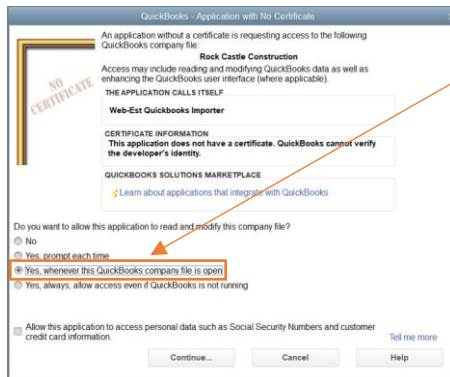 QuickBooks - Application with No Certificate
An application without a certificate is requesting access to the following
QuickBooks company file:
Rock Castle Construction
Access may include reading and modifying QuickBooks data as well as
enhancing the QuickBooks user interface (where applicable).
NO
CERTIFICATE
THE APPLICATION CALLS ITSELF
Web-Est Quickbooks Importer
CERTIFICATE INFORMATION
This application does not have a certificate. QuickBooks cannot verify
the developer's identity.
QUICKBOOKS SOLUTIONS MARKETPLACE
Learn about applications that integrate with QuickBooks
Do you want to allow this application to read and modify this company file?
No
Yes, prompt each time
Yes, whenever this QuickBooks company file is open
Yes, always, allow access even if QuickBooks is not running
Allow this application to access personal data such as Social Security Numbers and customer
credit card information.
Tell me more
Continue...
Cancel
Help